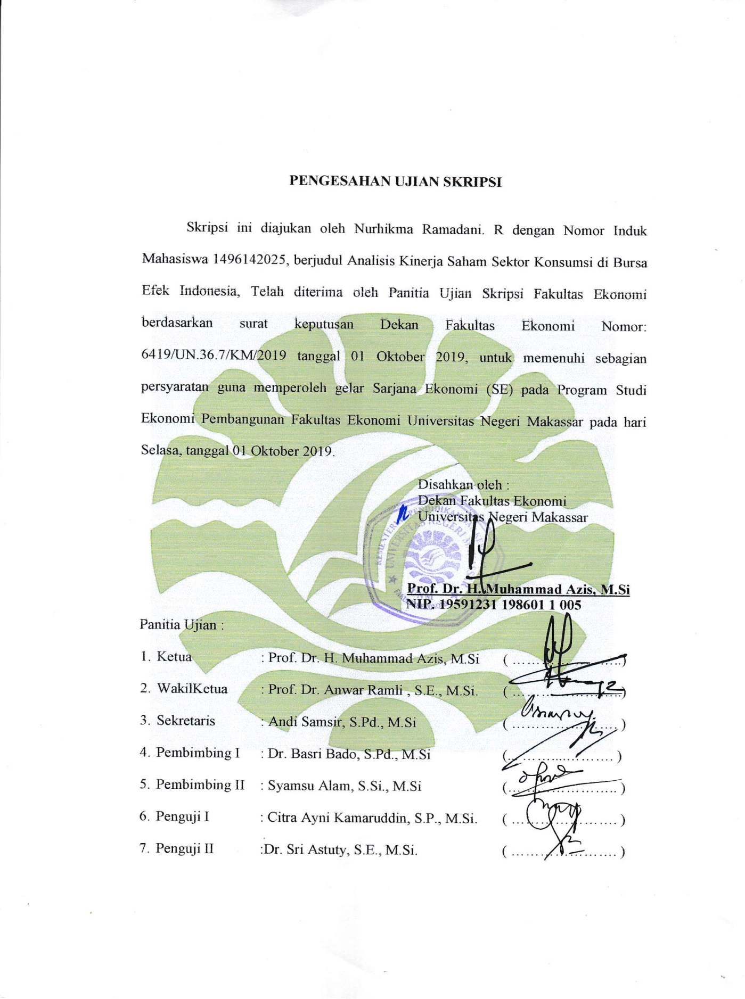 PENGESAHAN UJIAN SKRIPSI
Skripsi ini diajukan oleh Nurhikma Ramadani. R dengan Nomor Induk
Mahasiswa 1496142025, berjudul Analisis Kinerja Saham Sektor Konsumsi di Bursa
Efek Indonesia, Telah diterima oleh Panitia Ujian Skripsi Fakultas Ekonomi
berdasarkan surat keputusan Dekan Fakultas Ekonomi Nomor:
6419/UN.36.7/KM/2019 tanggal 01 Oktober 2019, untuk memenuhi sebagian
persyaratan guna memperoleh gelar Sarjana Ekonomi (SE) pada Program Studi
Ekonomi Pembangunan Fakultas Ekonomi Universitas Negeri Makassar pada hari
Selasa, tanggal 01 Oktober 2019.
Disahkan oleh :
Dekan Fakultas Ekonomi
Universitas Negeri Makassar
UNIVERSITAS NEGERI
Prof. Dr. H. Muhammad Azis, M.Si
NIP. 19591231 198601 1 005
Panitia Ujian :
1. Ketua : Prof. Dr. H. Muhammad Azis, M.Si (..........................)
2. WakilKetua : Prof. Dr. Anwar Ramli , S.E., M.Si. (..........................)
3. Sekretaris : Andi Samsir, S.Pd., M.Si (..........................)
4. Pembimbing I : Dr. Basri Bado, S.Pd., M.Si (..........................)
5. Pembimbing II : Syamsu Alam, S.Si., M.Si (..........................)
6. Penguji I : Citra Ayni Kamaruddin, S.P., M.Si. (..........................)
7. Penguji II :Dr. Sri Astuty, S.E., M.Si. (..........................)